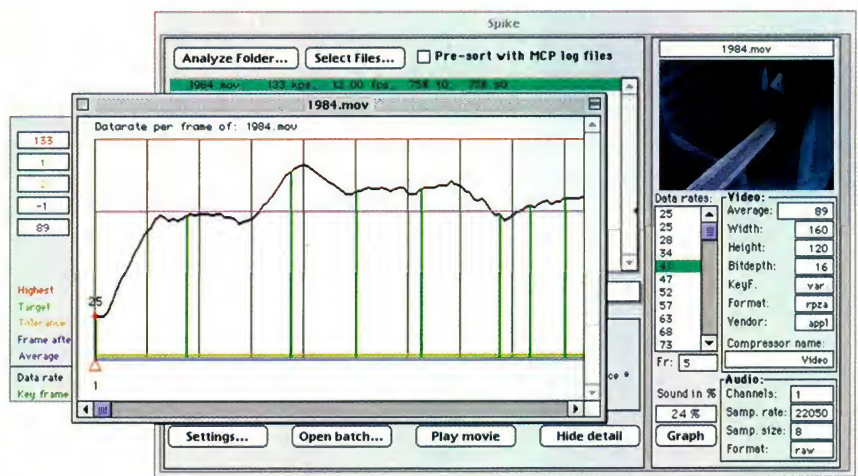 Spike
Analyze Folder...
Select Files...
Pre-sort with MCP log files
1984.mov 133 kps, 12.00 fps, 75%
1984.mov
Datarate per frame of: 1984.mov
25
1
133
1
-1
89
Highest
Target
Tolerance
Frame afte
Average
Data rate
Key frame
1984.mov
Data rates:
25
25
28
34
47
52
57
63
68
73
Fr: 5
Sound in %
24 %
Graph
Video:
Average: 89
Width: 160
Height: 120
Bitdepth: 16
KeyF. var.
Format: rpza
Vendor: appl
Compressor name:
Video
Audio:
Channels: 1
Samp. rate: 22050
Samp. size: 8
Format: raw
Settings...
Open batch...
Play movie
Hide detail